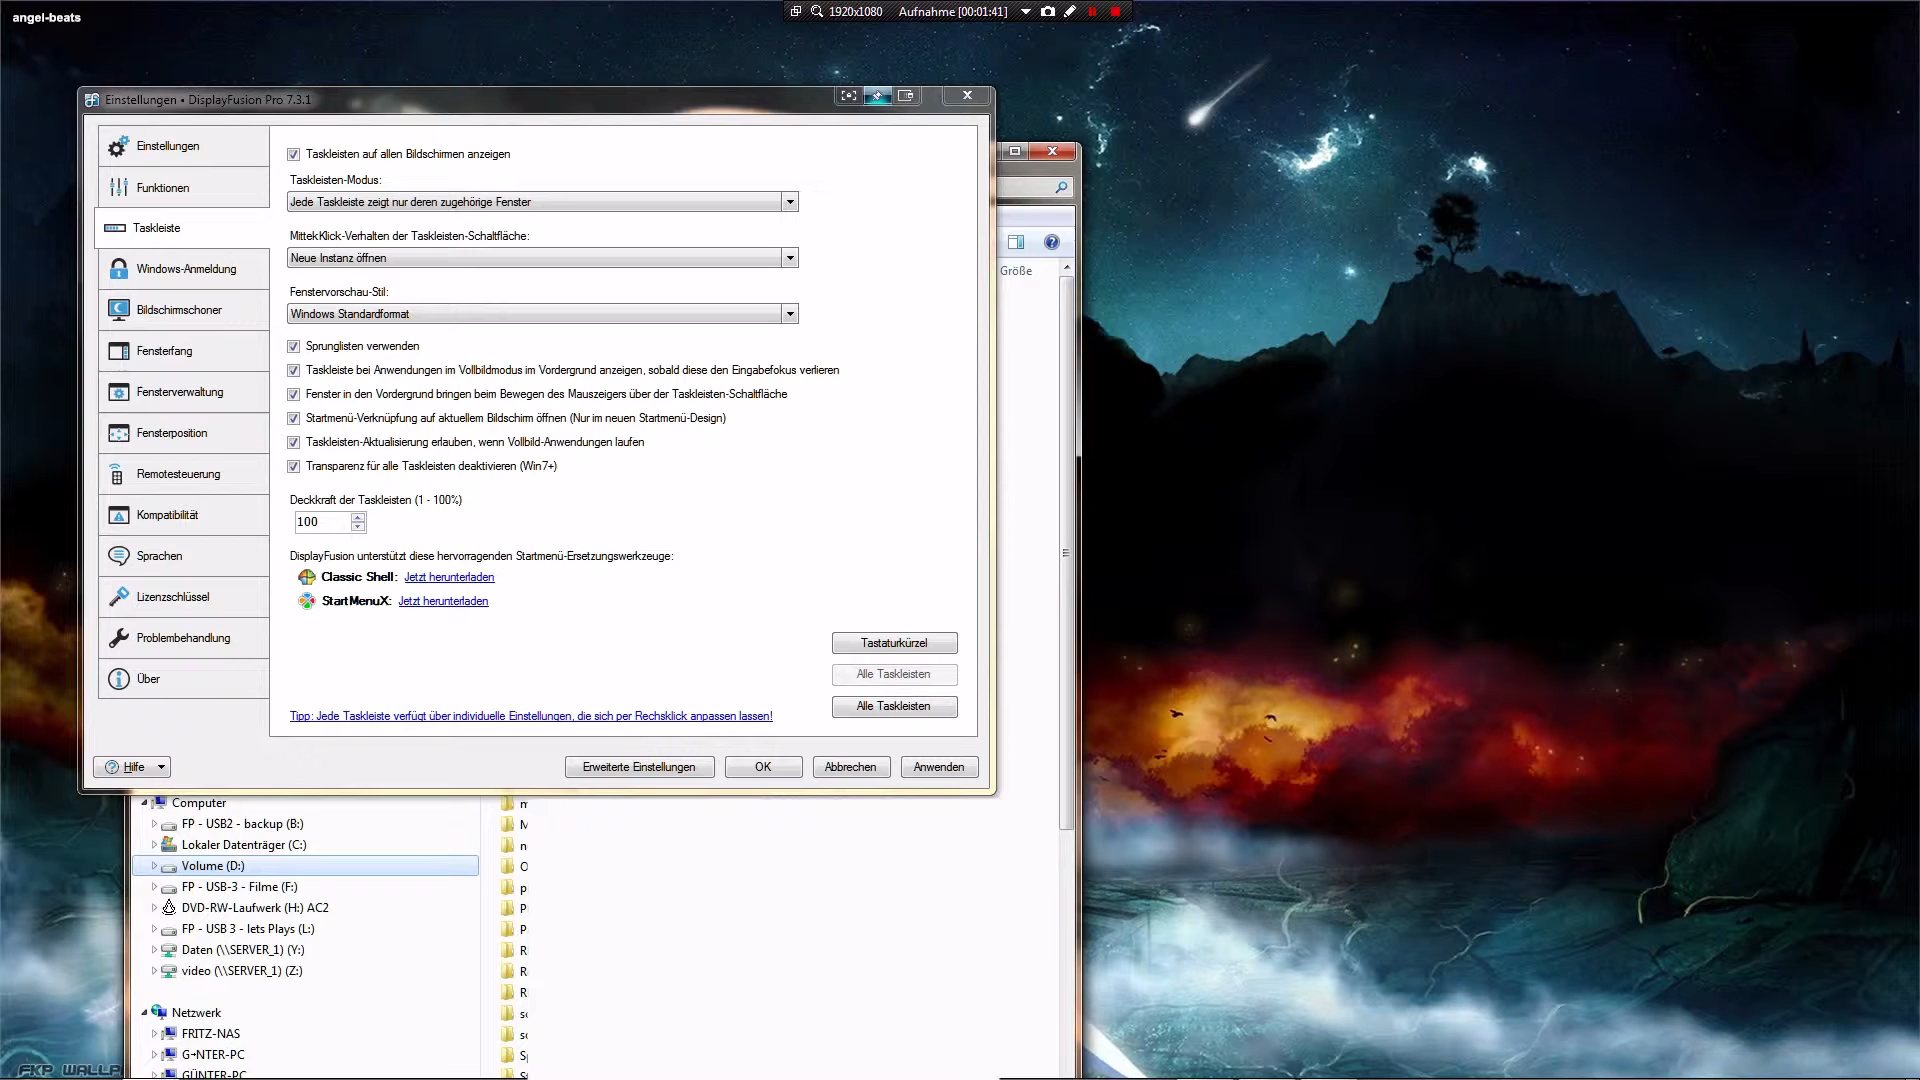 angel-beats
1920x1080 Aufnahme [00:01:41]
Einstellungen • DisplayFusion Pro 7.3.1
Einstellungen
Funktionen
Taskleiste
Windows-Anmeldung
Bildschirmschoner
Fensterfang
Fensterverwaltung
Fensterposition
Remotesteuerung
Kompatibilität
Sprachen
Lizenzschlüssel
Problembehandlung
Über
Taskleisten auf allen Bildschirmen anzeigen
Taskleisten-Modus:
Jede Taskleiste zeigt nur deren zugehörige Fenster
MittekKlick-Verhalten der Taskleisten-Schaltfläche:
Neue Instanz öffnen
Fenstervorschau-Stil:
Windows Standardformat
Sprunglisten verwenden
Taskleiste bei Anwendungen im Vollbildmodus im Vordergrund anzeigen, sobald diese den Eingabefokus verlieren
Fenster in den Vordergrund bringen beim Bewegen des Mauszeigers über der Taskleisten-Schaltfläche
Startmenü-Verknüpfung auf aktuellem Bildschirm öffnen (Nur im neuen Startmenü-Design)
Taskleisten-Aktualisierung erlauben, wenn Vollbild-Anwendungen laufen
Transparenz für alle Taskleisten deaktivieren (Win7+)
Deckkraft der Taskleisten (1 - 100%)
100
DisplayFusion unterstützt diese hervorragenden Startmenü-Ersetzungswerkzeuge:
Classic Shell: Jetzt herunterladen
StartMenuX: Jetzt herunterladen
Tastaturkürzel
Alle Taskleisten
Alle Taskleisten
Tipp: Jede Taskleiste verfügt über individuelle Einstellungen, die sich per Rechsklick anpassen lassen!
Hilfe
Erweiterte Einstellungen
OK
Abbrechen
Anwenden
Größe
Computer
FP - USB2 - backup (B:)
Lokaler Datenträger (C:)
Volume (D:)
FP - USB-3 - Filme (F:)
DVD-RW-Laufwerk (H:) AC2
FP - USB 3 - lets Plays (L:)
Daten (\\SERVER_1) (Y:)
video (\\SERVER_1) (Z:)
Netzwerk
FRITZ-NAS
G¬NTER-PC
GÜNTER-PC